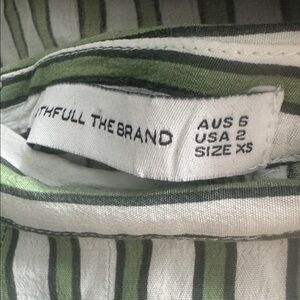 THFULL THE BRAND
AUS 6
USA 2
SIZE XS